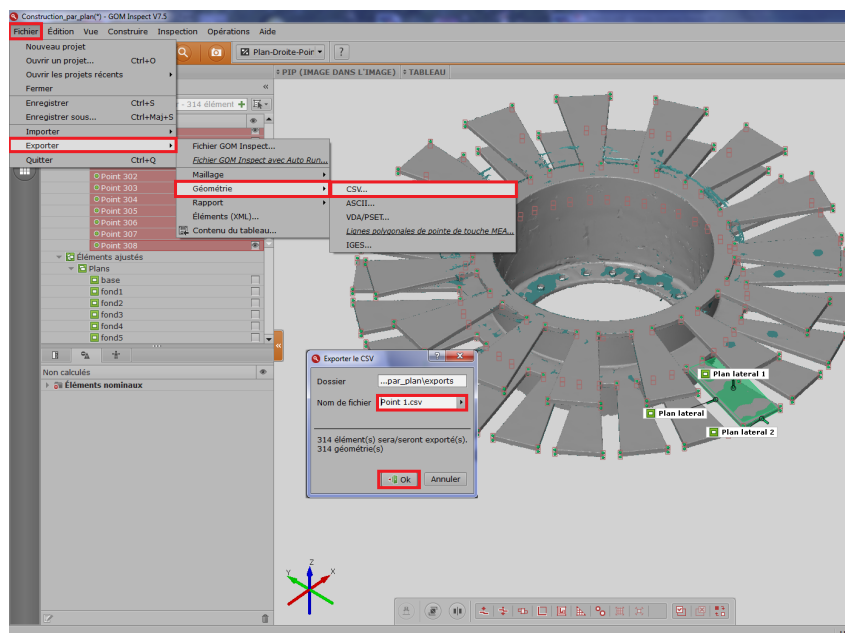 Construction_par_plan(*) - GOM Inspect V7.5
Fichier Édition Vue Construire Inspection Opérations Aide
Nouveau projet
Ouvrir un projet... Ctrl+O
Ouvrir les projets récents
Fermer
Enregistrer Ctrl+S
Enregistrer sous... Ctrl+Maj+S
Importer
Exporter
Quitter Ctrl+Q
Plan-Droite-Poir
?
PIP (IMAGE DANS L'IMAGE) TABLEAU
- 314 élément
Fichier GOM Inspect...
Fichier GOM Inspect avec Auto Run...
Maillage
Géométrie
Rapport
Éléments (XML)...
Contenu du tableau...
CSV...
ASCII...
VDA/PSET...
Lignes polygonales de pointe de touche MEA...
IGES...
Point 302
Point 303
Point 304
Point 305
Point 306
Point 307
Point 308
Éléments ajustés
Plans
base
fond1
fond2
fond3
fond4
fond5
Non calculés
Éléments nominaux
Exporter le CSV
Dossier ...par_plan\exports
Nom de fichier Point 1.csv
314 élément(s) sera/seront exporté(s).
314 géométrie(s)
Ok Annuler
Plan lateral 1
Plan lateral
Plan lateral 2
Z
Y X